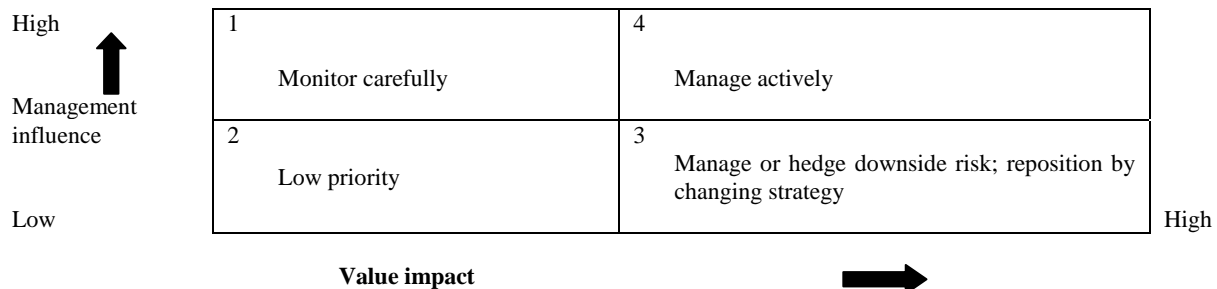 High
1
4
Monitor carefully
Manage actively
Management
influence
2
3
Low priority
Manage or hedge downside risk; reposition by
changing strategy
Low
High
Value impact